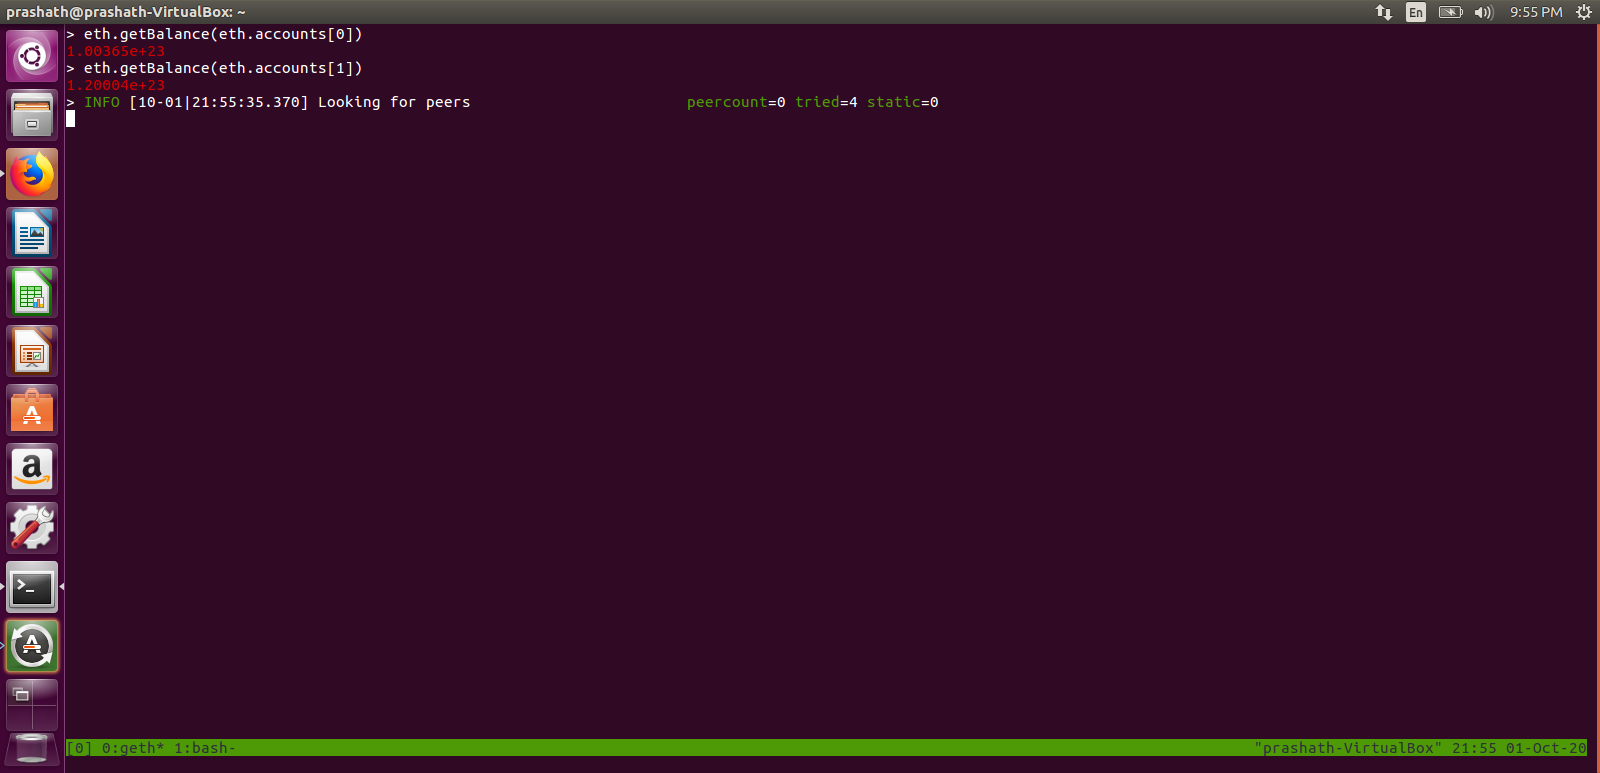 prashath@prashath-VirtualBox: ~
En
9:55 PM
> eth.getBalance(eth.accounts[0])
1.00365e+23
> eth.getBalance(eth.accounts[1])
1.20004e+23
> INFO [10-01|21:55:35.370] Looking for peers peercount=0 tried=4 static=0
[0] 0:geth* 1:bash- "prashath-VirtualBox" 21:55 01-Oct-20